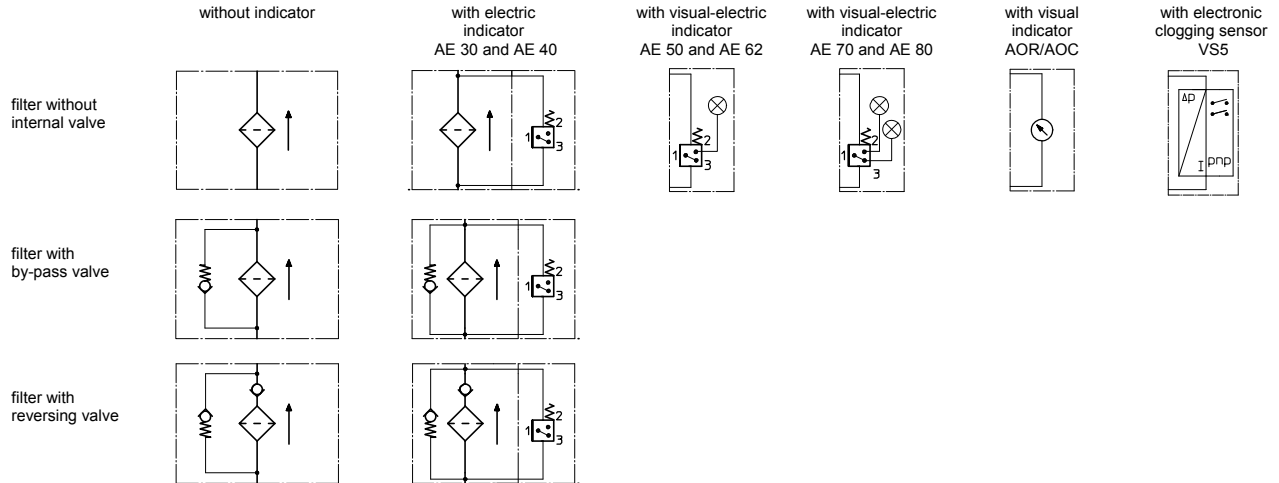 without indicator
with electric
indicator
AE 30 and AE 40
with visual-electric
indicator
AE 50 and AE 62
with visual-electric
indicator
AE 70 and AE 80
with visual
indicator
AOR/AOC
with electronic
clogging sensor
VS5
filter without
internal valve
1 2 3
1 2 3
1 2 3
Δp
I pnp
filter with
by-pass valve
1 2 3
filter with
reversing valve
1 2 3